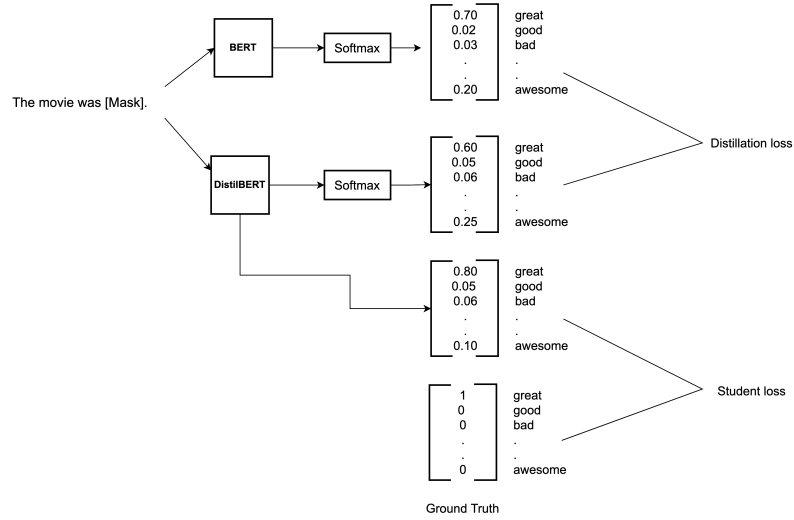 The movie was [Mask].
BERT
Softmax
0.70 great
0.02 good
0.03 bad
. .
. .
0.20 awesome
DistilBERT
Softmax
0.60 great
0.05 good
0.06 bad
. .
. .
0.25 awesome
Distillation loss
0.80 great
0.05 good
0.06 bad
. .
. .
0.10 awesome
1 great
0 good
0 bad
. .
. .
0 awesome
Student loss
Ground Truth